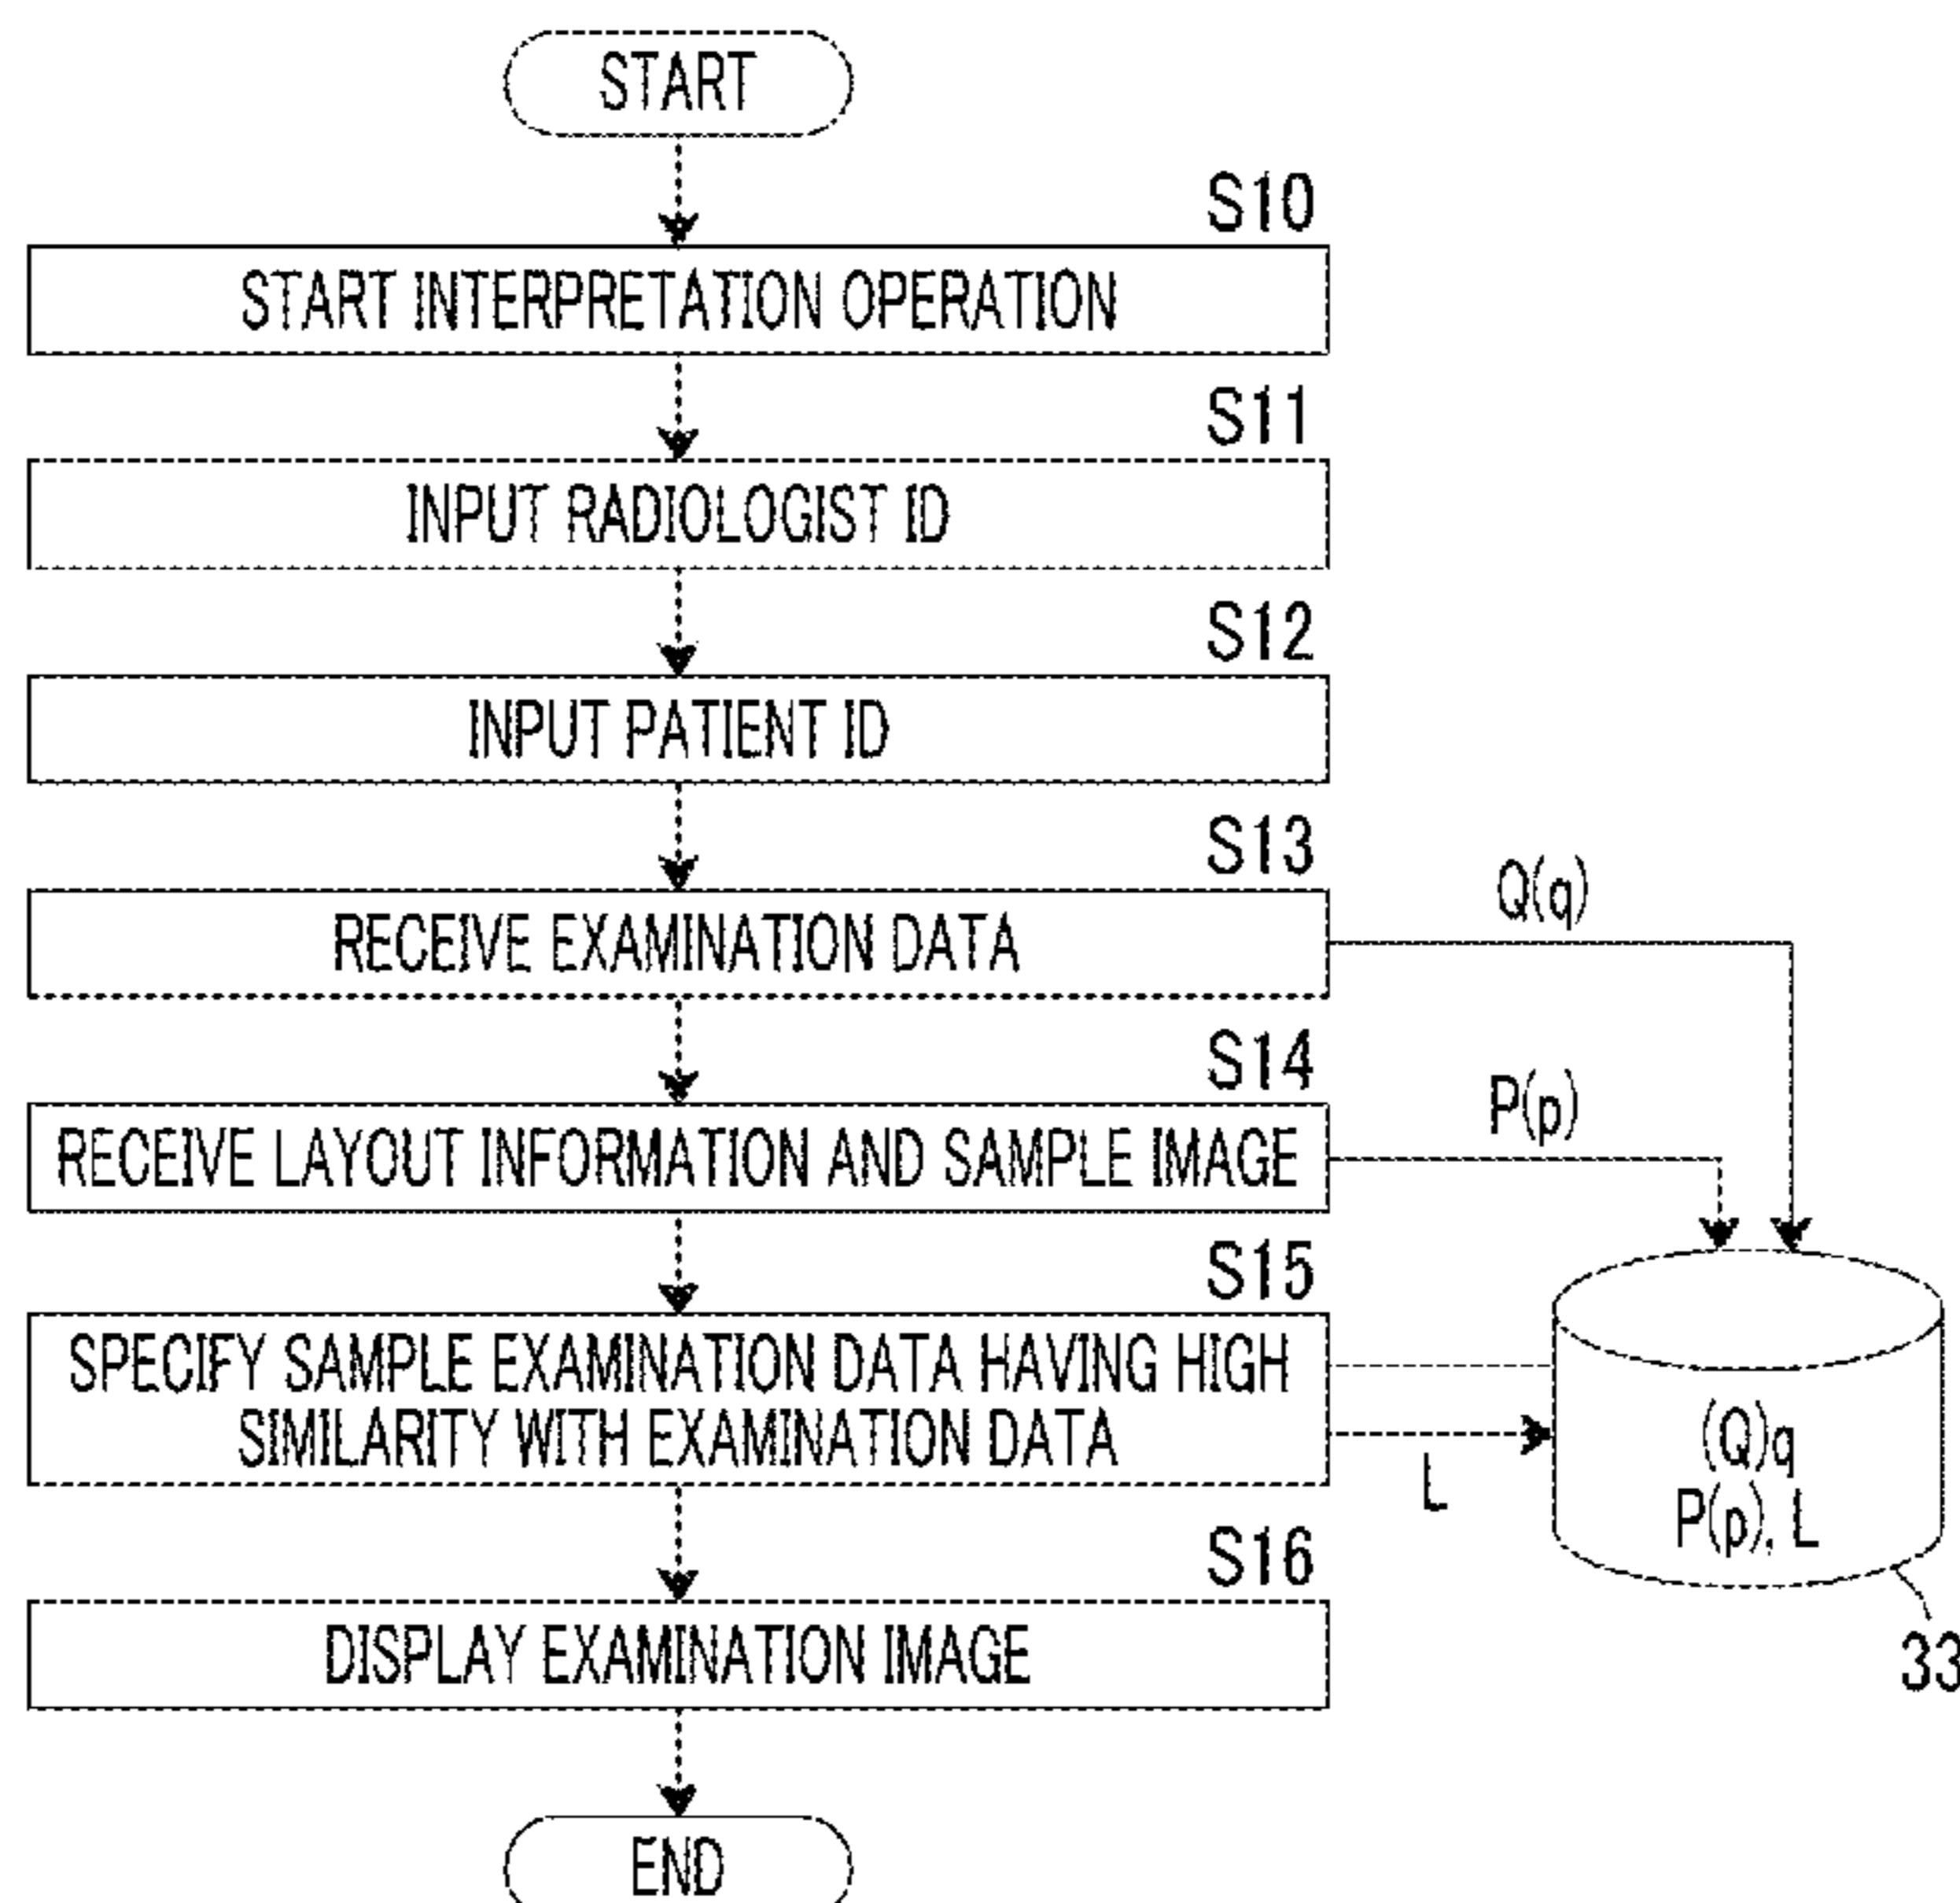 START
S10
START INTERPRETATION OPERATION
S11
INPUT RADIOLOGIST ID
S12
INPUT PATIENT ID
S13
RECEIVE EXAMINATION DATA
Q(q)
S14
RECEIVE LAYOUT INFORMATION AND SAMPLE IMAGE
P(p)
S15
SPECIFY SAMPLE EXAMINATION DATA HAVING HIGH
SIMILARITY WITH EXAMINATION DATA
L
(Q)q
P(p), L
33
S16
DISPLAY EXAMINATION IMAGE
END